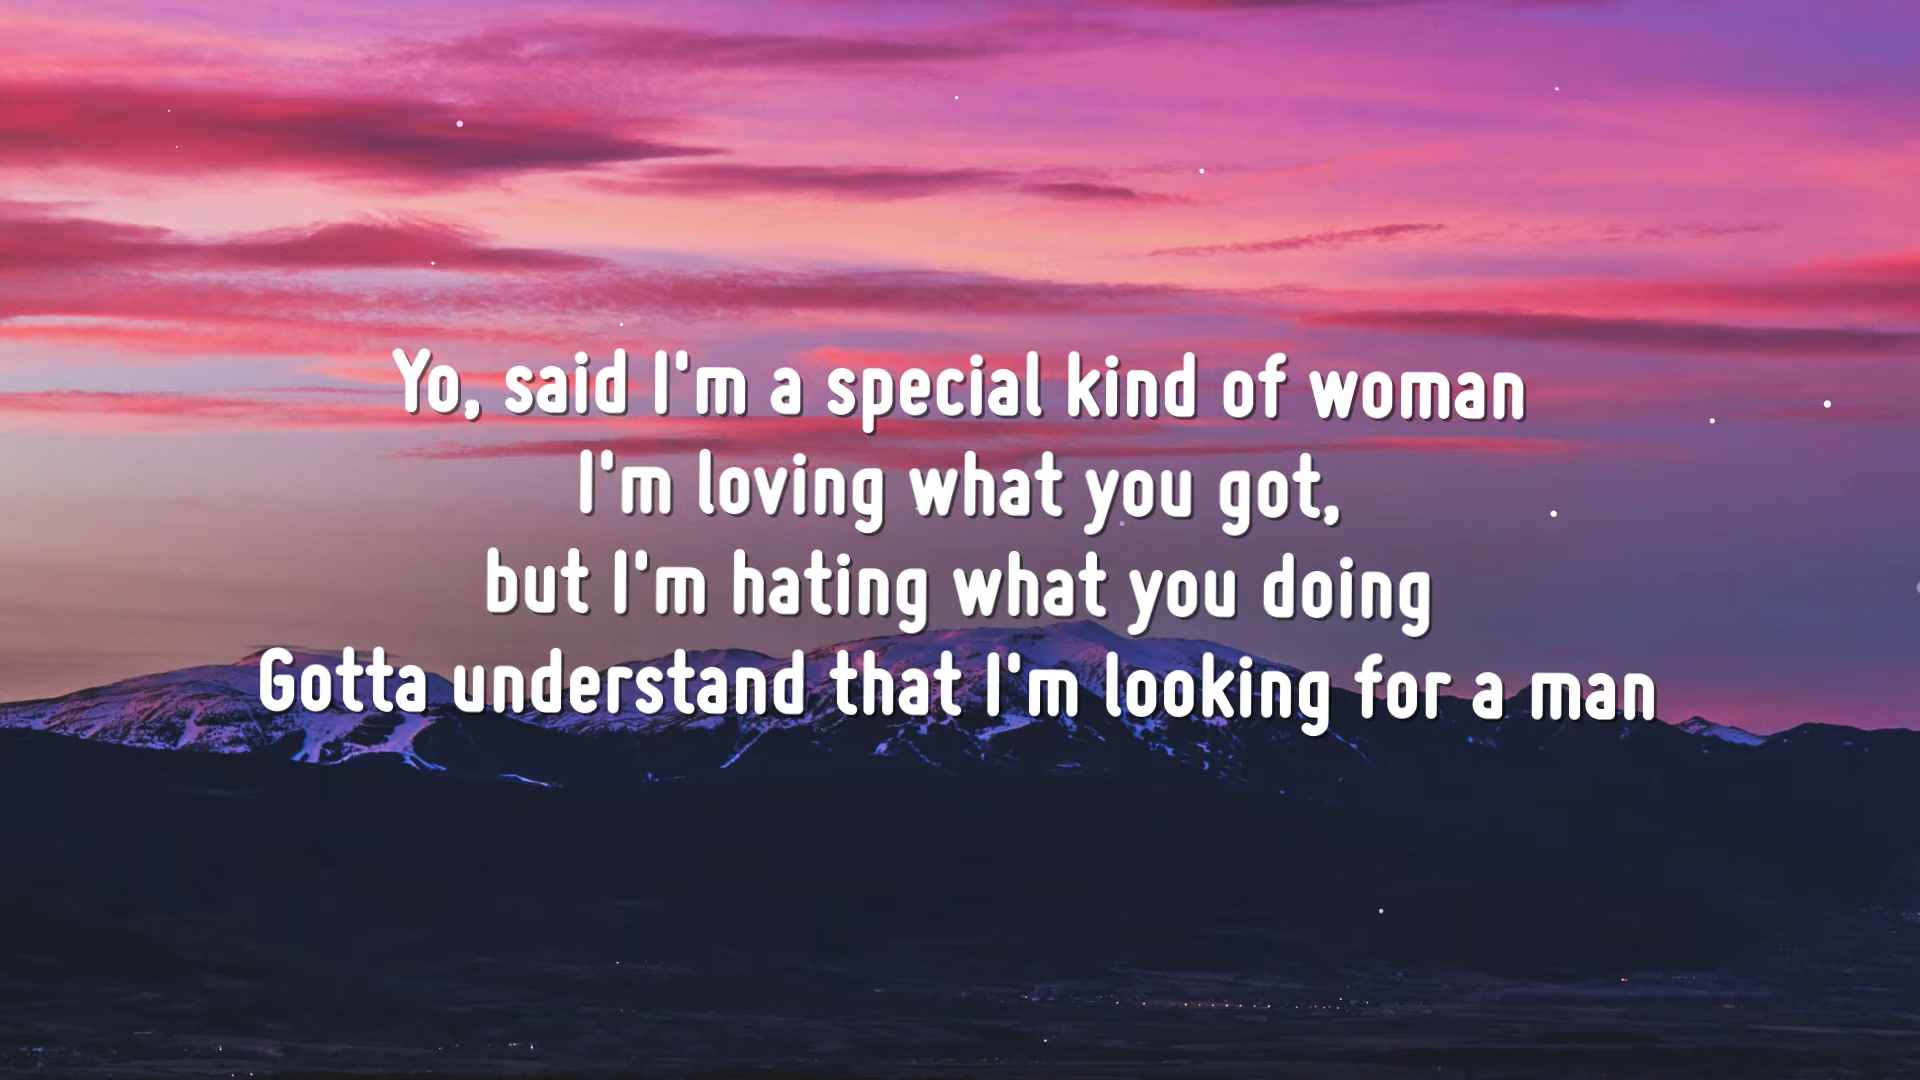 Yo, said I'm a special kind of woman
I'm loving what you got,
but I'm hating what you doing
Gotta understand that I'm looking for a man